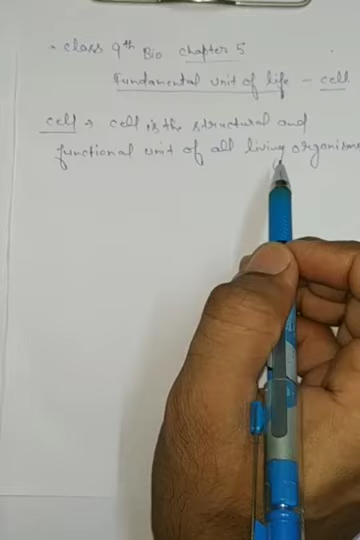 • Class 9th Bio chapter 5
Fundamental unit of life - cell
cell → cell is the structural and
functional unit of all living organisms